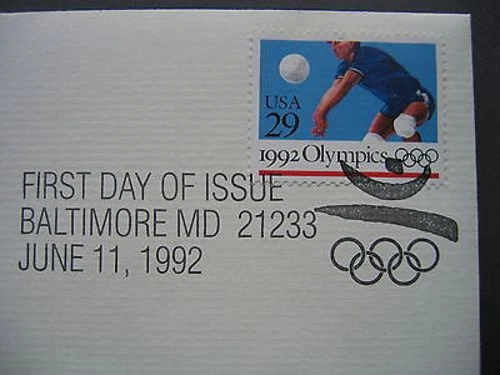 USA
29
1992 Olympics
FIRST DAY OF ISSUE
BALTIMORE MD 21233
JUNE 11, 1992